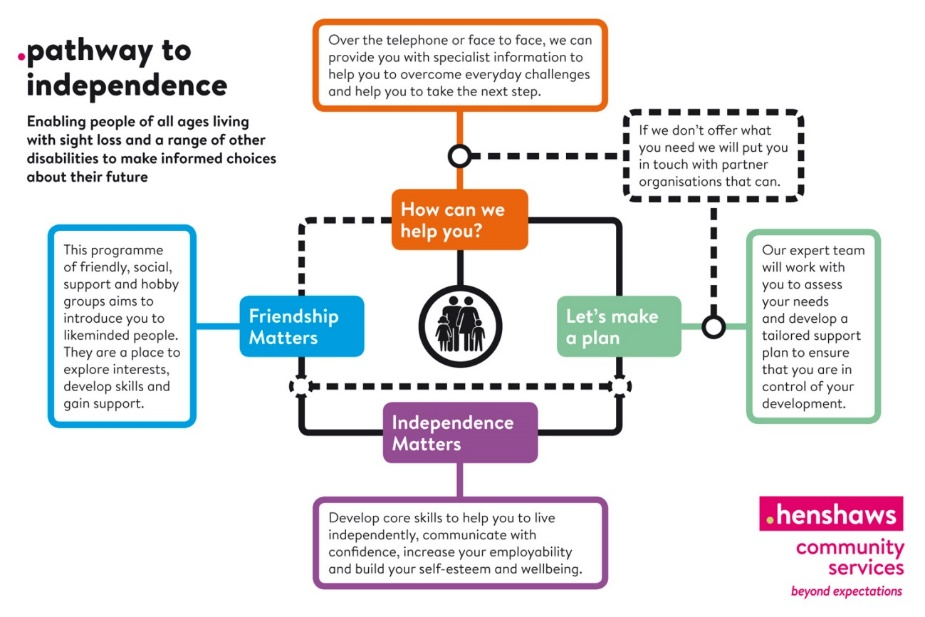 .pathway to
independence
Enabling people of all ages living
with sight loss and a range of other
disabilities to make informed choices
about their future
Over the telephone or face to face, we can
provide you with specialist information to
help you to overcome everyday challenges
and help you to take the next step.
If we don't offer what
you need we will put you
in touch with partner
organisations that can.
How can we
help you?
This programme
of friendly, social,
support and hobby
groups aims to
introduce you to
likeminded people.
They are a place to
explore interests,
develop skills and
gain support.
Friendship
Matters
Let's make
a plan
Our expert team
will work with
you to assess
your needs
and develop a
tailored support
plan to ensure
that you are in
control of your
development.
Independence
Matters
Develop core skills to help you to live
independently, communicate with
confidence, increase your employability
and build your self-esteem and wellbeing.
.henshaws
community
services
beyond expectations